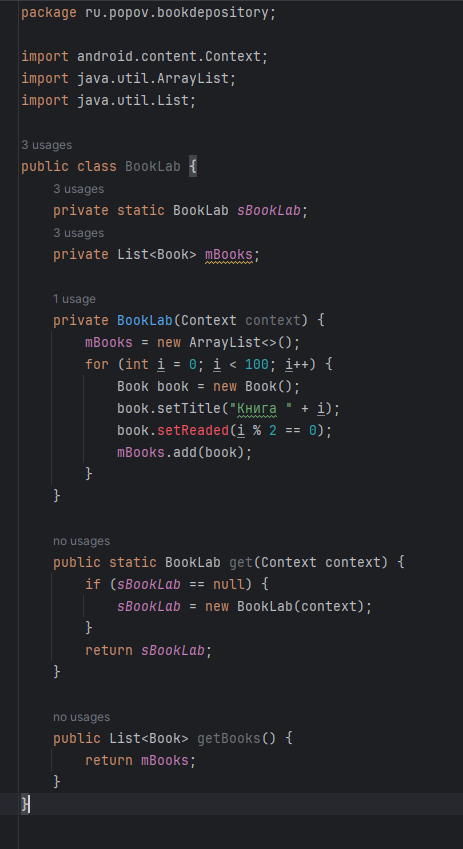 package ru.popov.bookdepository;
import android.content.Context;
import java.util.ArrayList;
import java.util.List;
3 usages
public class BookLab {
3 usages
private static BookLab sBookLab;
3 usages
private List<Book> mBooks;
1 usage
private BookLab(Context context) {
mBooks = new ArrayList<>();
for (int i = 0; i < 100; i++) {
Book book = new Book();
book.setTitle("Книга " + i);
book.setReaded(i % 2 == 0);
mBooks.add(book);
}
}
no usages
public static BookLab get(Context context) {
if (sBookLab == null) {
sBookLab = new BookLab(context);
}
return sBookLab;
}
no usages
public List<Book> getBooks() {
return mBooks;
}
}